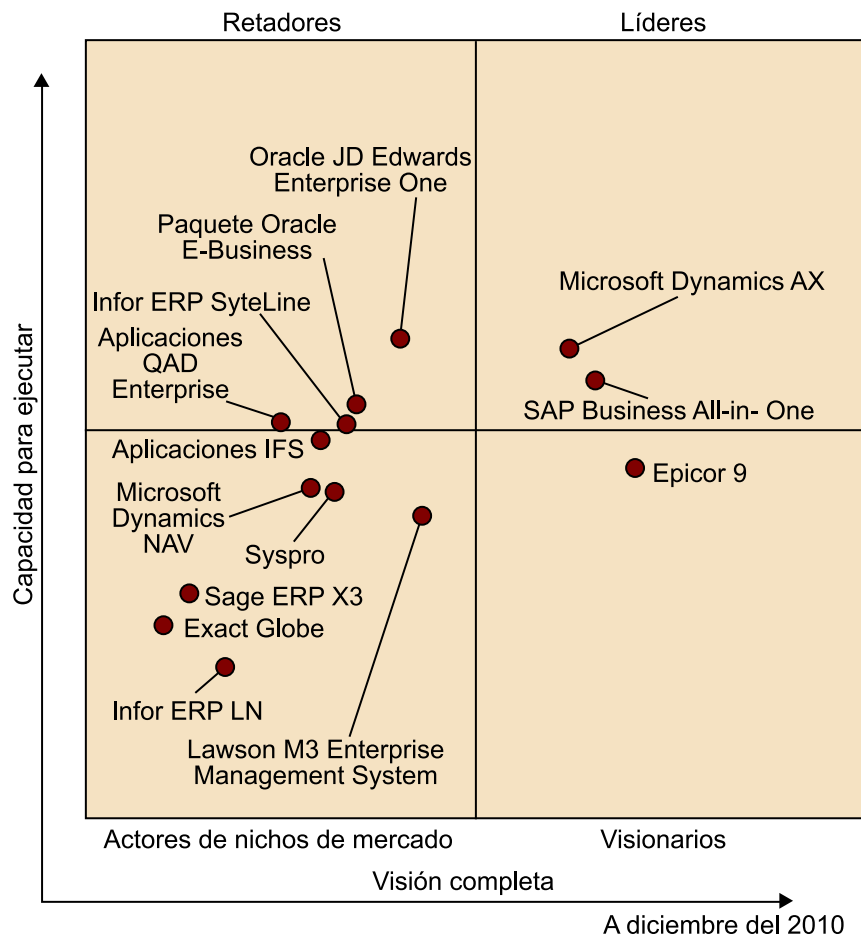 Retadores
Líderes
Oracle JD Edwards
Enterprise One
Paquete Oracle
E-Business
Infor ERP SyteLine
Aplicaciones
QAD
Enterprise
Microsoft Dynamics AX
SAP Business All-in- One
Aplicaciones IFS
Epicor 9
Microsoft
Dynamics
NAV
Syspro
Sage ERP X3
Exact Globe
Infor ERP LN
Lawson M3 Enterprise
Management System
Capacidad para ejecutar
Actores de nichos de mercado
Visionarios
Visión completa
A diciembre del 2010